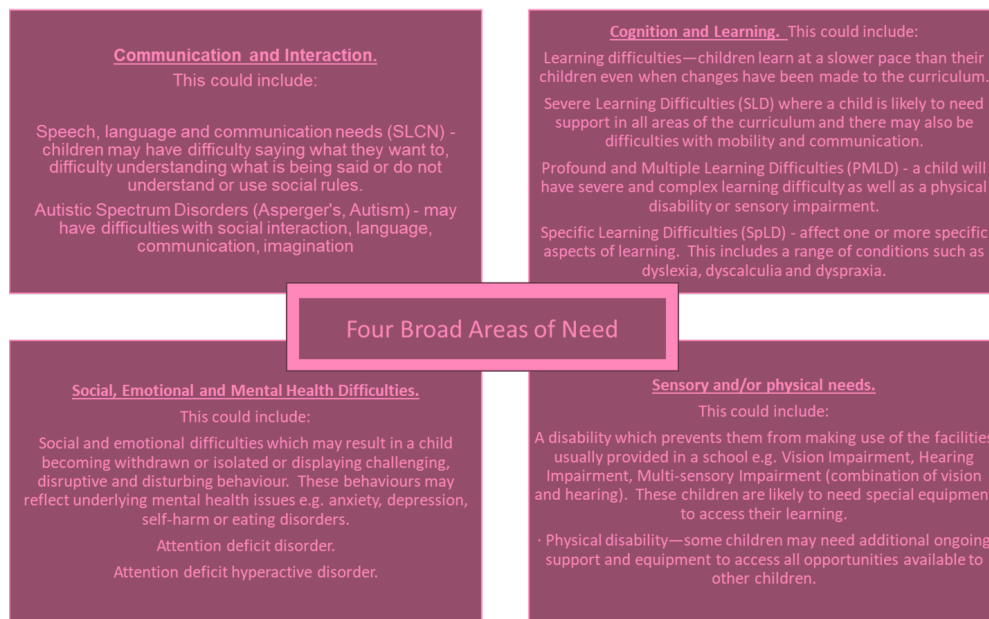 Communication and Interaction.
This could include:
Speech, language and communication needs (SLCN) -
children may have difficulty saying what they want to,
difficulty understanding what is being said or do not
understand or use social rules.
Autistic Spectrum Disorders (Asperger's, Autism) - may
have difficulties with social interaction, language,
communication, imagination
Cognition and Learning. This could include:
Learning difficulties—children learn at a slower pace than their
children even when changes have been made to the curriculum.
Severe Learning Difficulties (SLD) where a child is likely to need
support in all areas of the curriculum and there may also be
difficulties with mobility and communication.
Profound and Multiple Learning Difficulties (PMLD) - a child will
have severe and complex learning difficulty as well as a physical
disability or sensory impairment.
Specific Learning Difficulties (SpLD) - affect one or more specific
aspects of learning. This includes a range of conditions such as
dyslexia, dyscalculia and dyspraxia.
Four Broad Areas of Need
Social, Emotional and Mental Health Difficulties.
This could include:
Social and emotional difficulties which may result in a child
becoming withdrawn or isolated or displaying challenging,
disruptive and disturbing behaviour. These behaviours may
reflect underlying mental health issues e.g. anxiety, depression,
self-harm or eating disorders.
Attention deficit disorder.
Attention deficit hyperactive disorder.
Sensory and/or physical needs.
This could include:
A disability which prevents them from making use of the facilities
usually provided in a school e.g. Vision Impairment, Hearing
Impairment, Multi-sensory Impairment (combination of vision
and hearing). These children are likely to need special equipmen
to access their learning.
· Physical disability—some children may need additional ongoing
support and equipment to access all opportunities available to
other children.